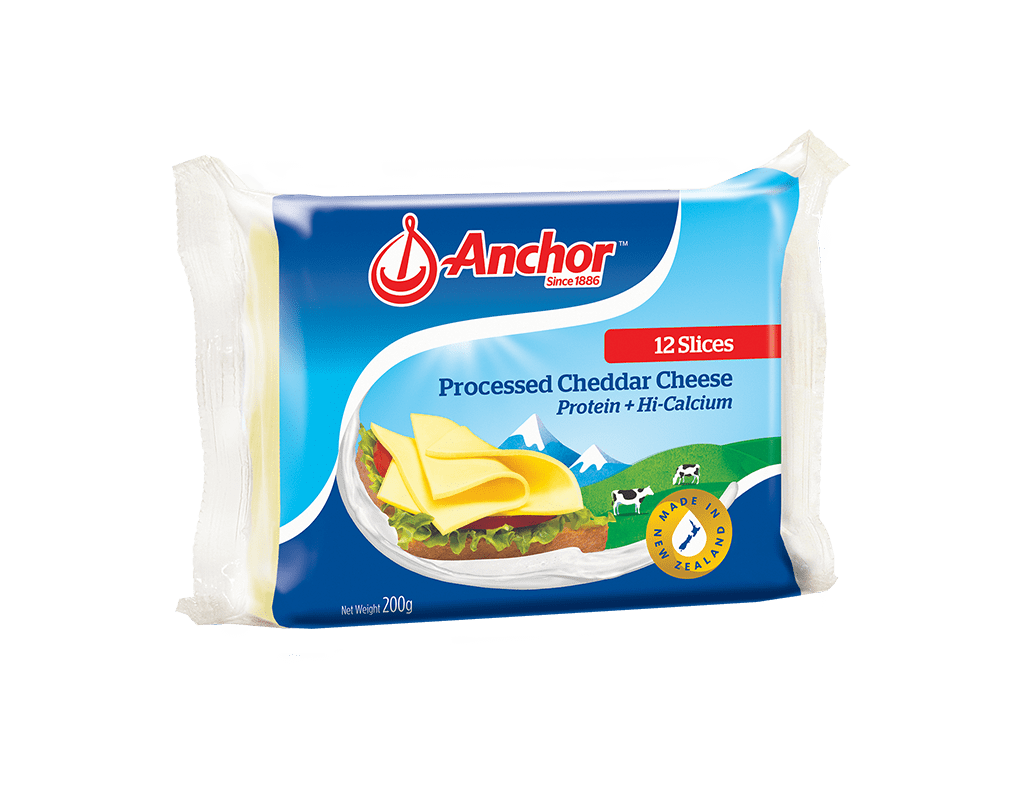 Anchor™
Since 1886
12 Slices
Processed Cheddar Cheese
Protein + Hi-Calcium
MADE IN
NEW ZEALAND
Net Weight 200g